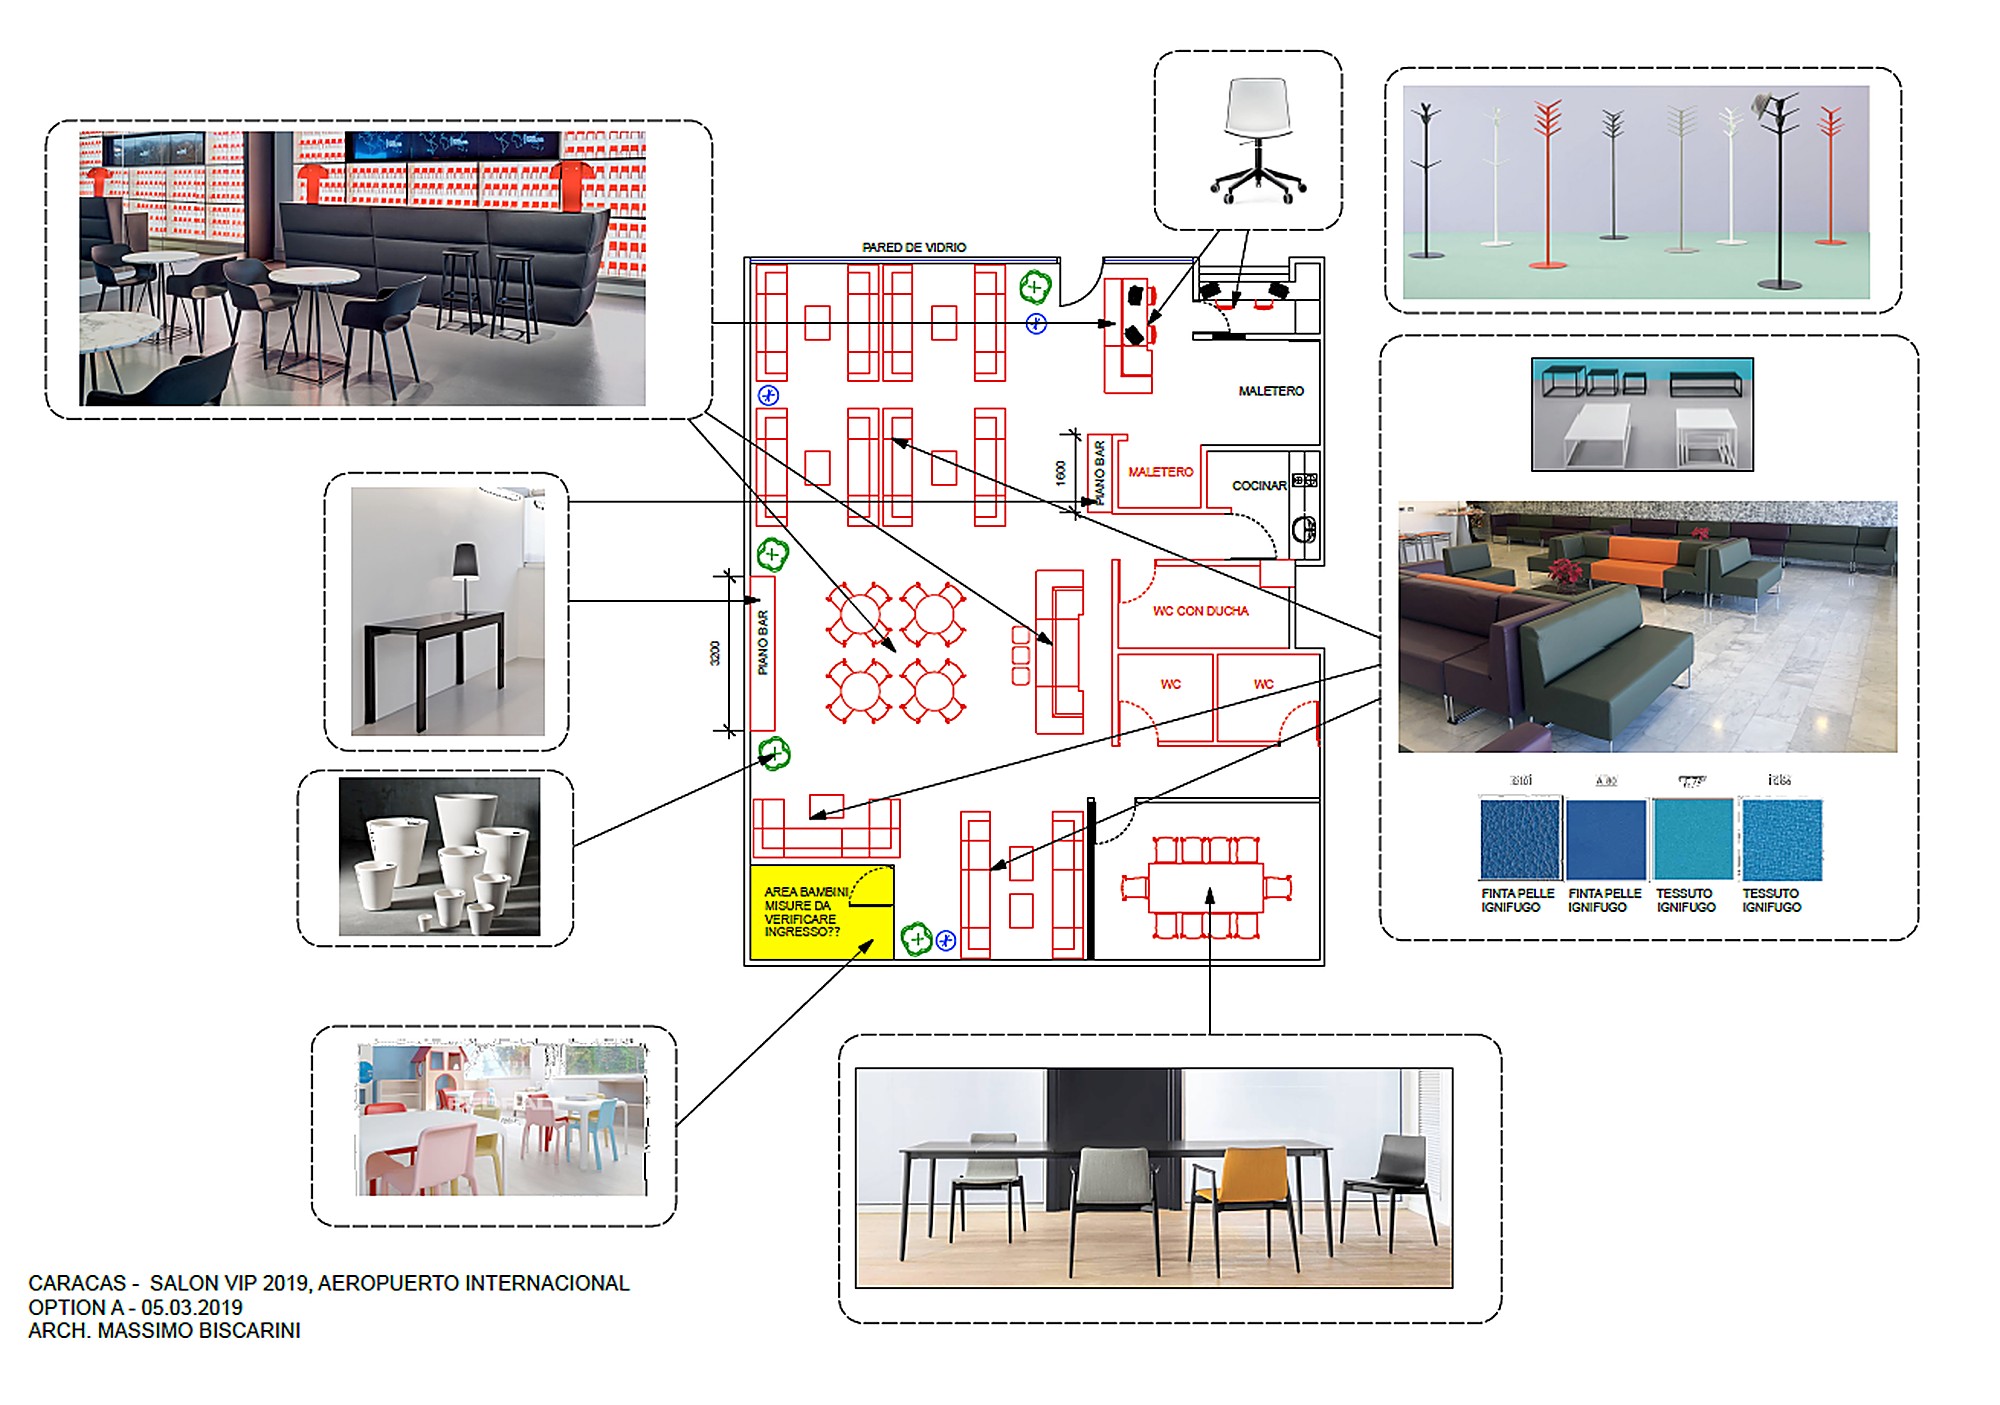 PARED DE VIDRIO
MALETERO
PIANO BAR
1600
MALETERO
COCINAR
WC CON DUCHA
PIANO BAR
3200
WC
WC
AREA BAMBINI
MISURE DA
VERIFICARE
INGRESSO??
FINTA PELLE
IGNIFUGO
FINTA PELLE
IGNIFUGO
TESSUTO
IGNIFUGO
TESSUTO
IGNIFUGO
PEDRALI
CARACAS - SALON VIP 2019, AEROPUERTO INTERNACIONAL
OPTION A - 05.03.2019
ARCH. MASSIMO BISCARINI